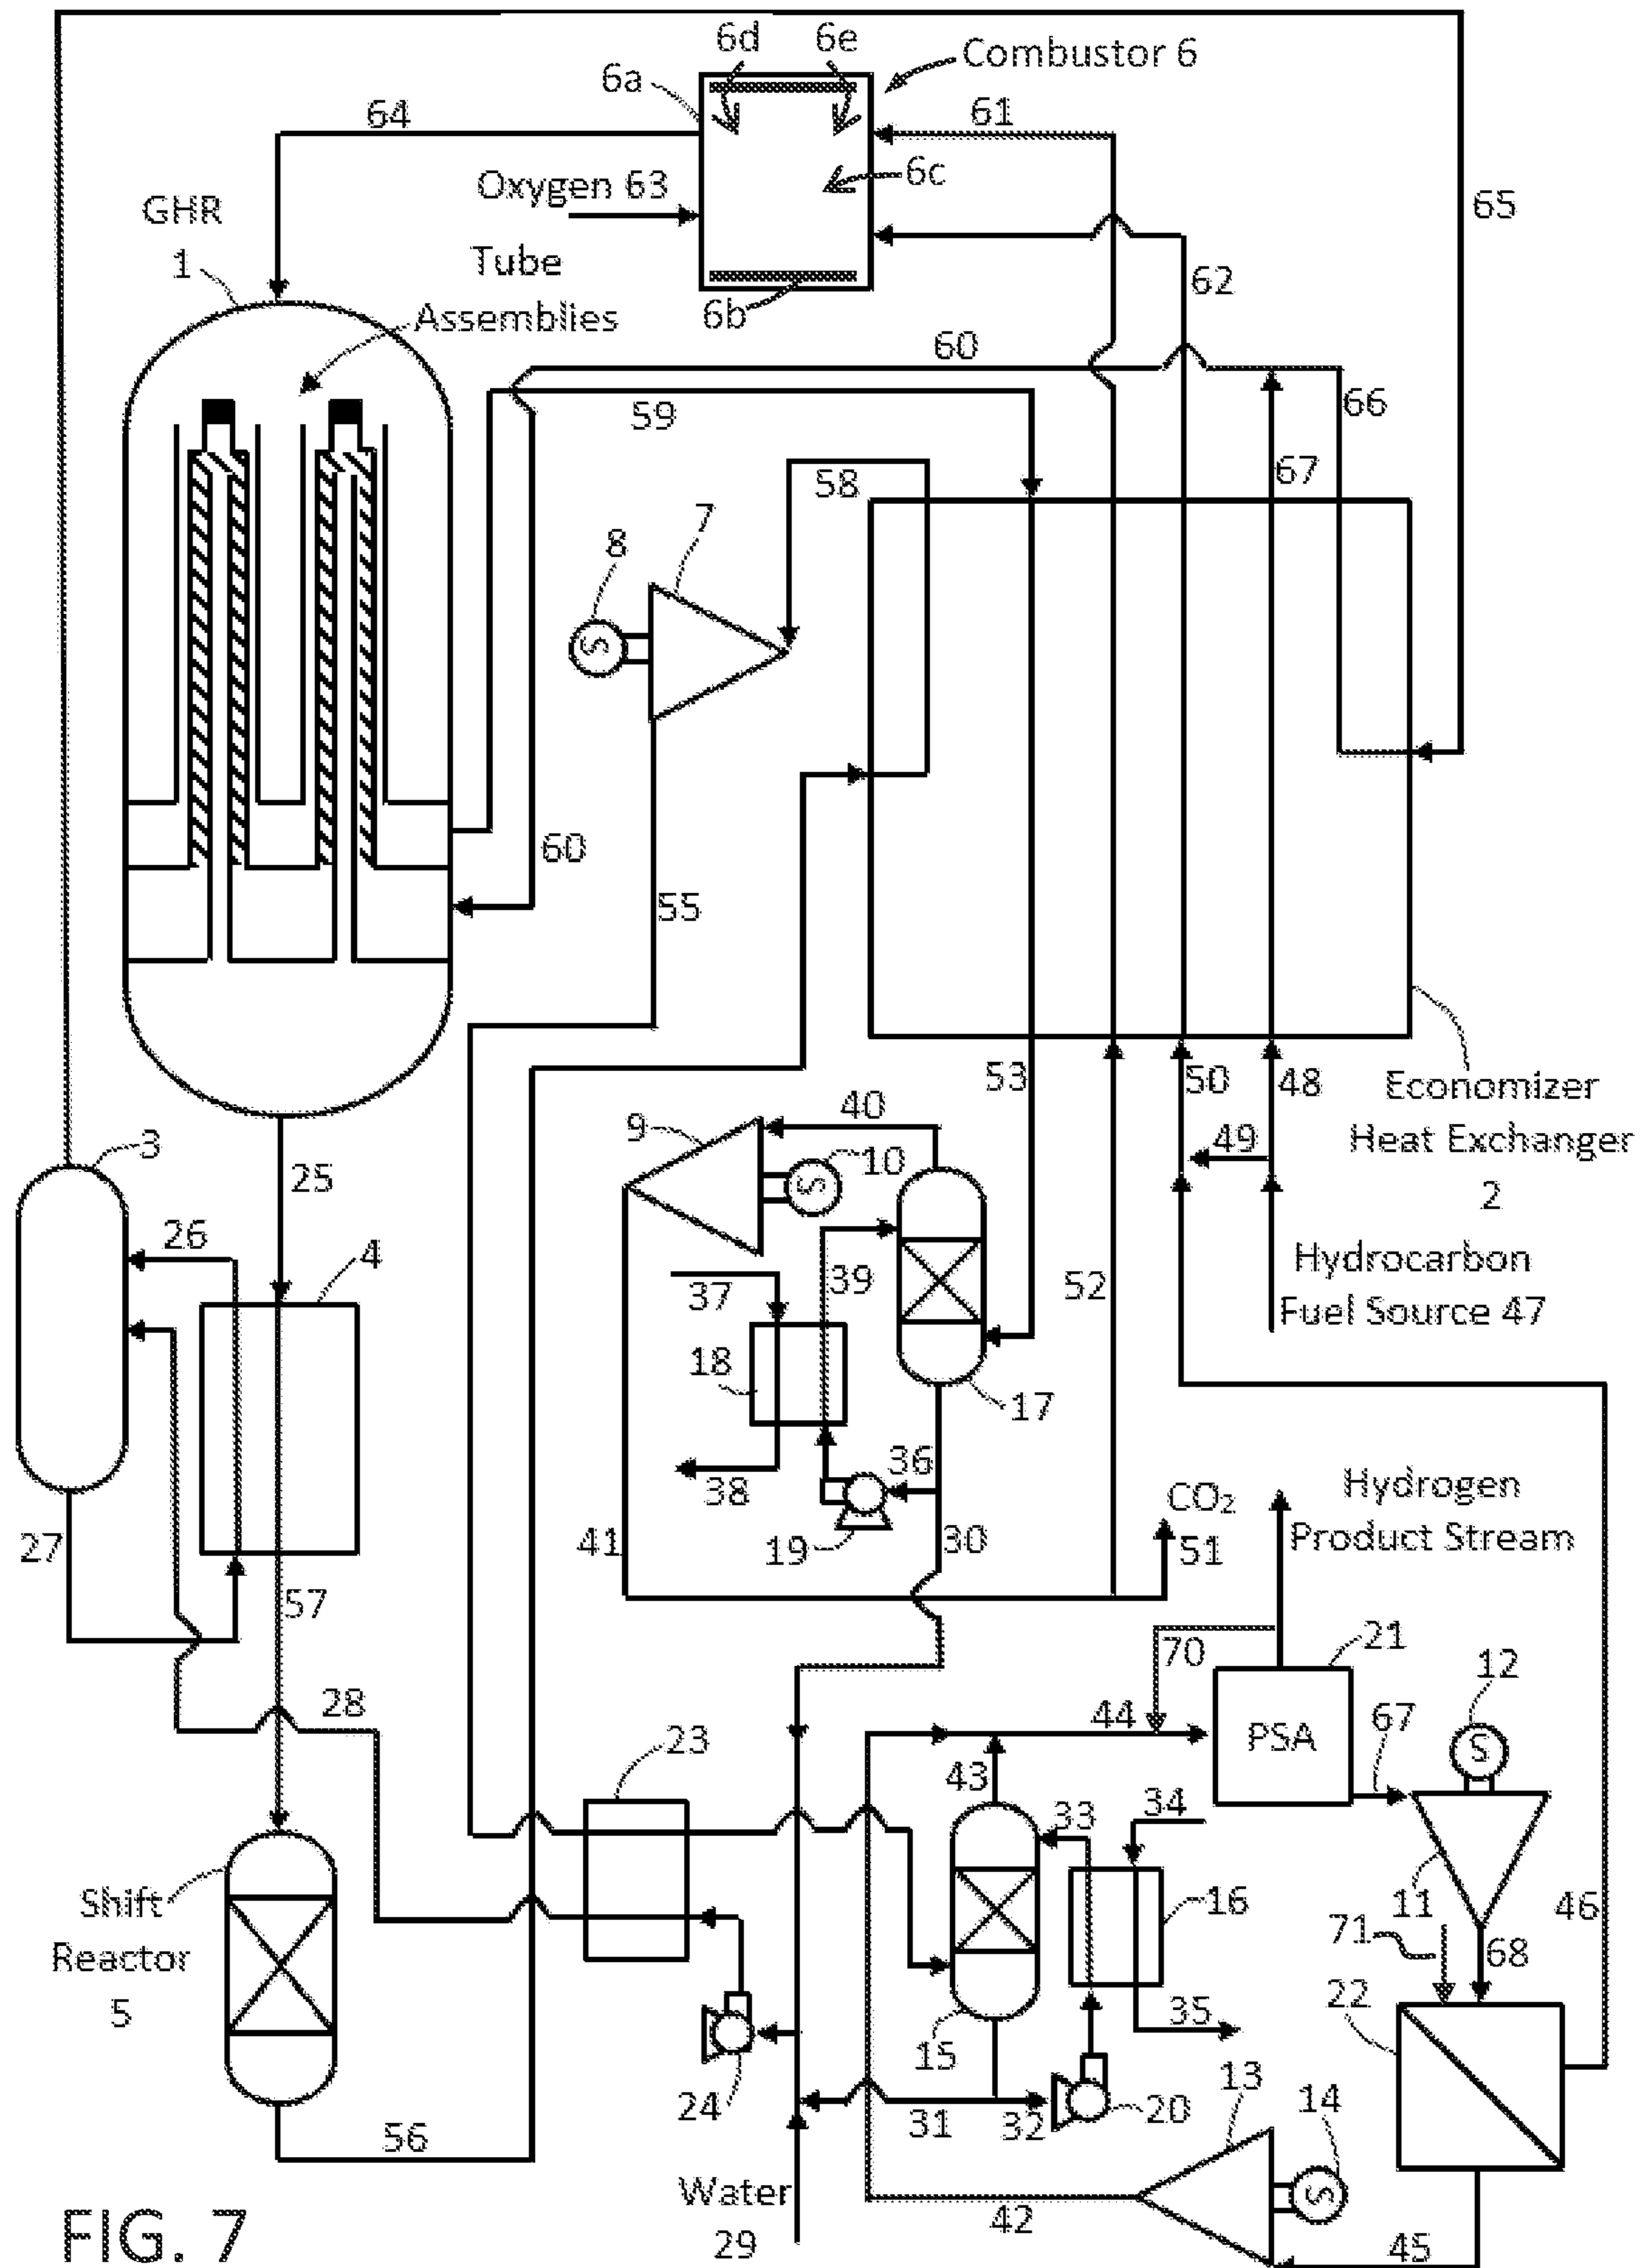 6d
6e
Combustor 6
6a
64
61
6c
Oxygen 63
65
GHR
1
Tube
Assemblies
62
6b
60
66
59
58
67
7
8
S
60
55
53
50
48
Economizer
Heat Exchanger
2
49
40
9
10
S
3
25
26
4
39
37
52
Hydrocarbon
Fuel Source 47
18
17
36
38
Hydrogen
Product Stream
CO₂
51
27
41
19
30
57
70
21
12
S
28
44
PSA
67
23
43
33
34
11
46
Shift
Reactor
5
16
71
68
22
35
15
24
31
32
20
13
14
S
56
Water
29
42
45
FIG. 7